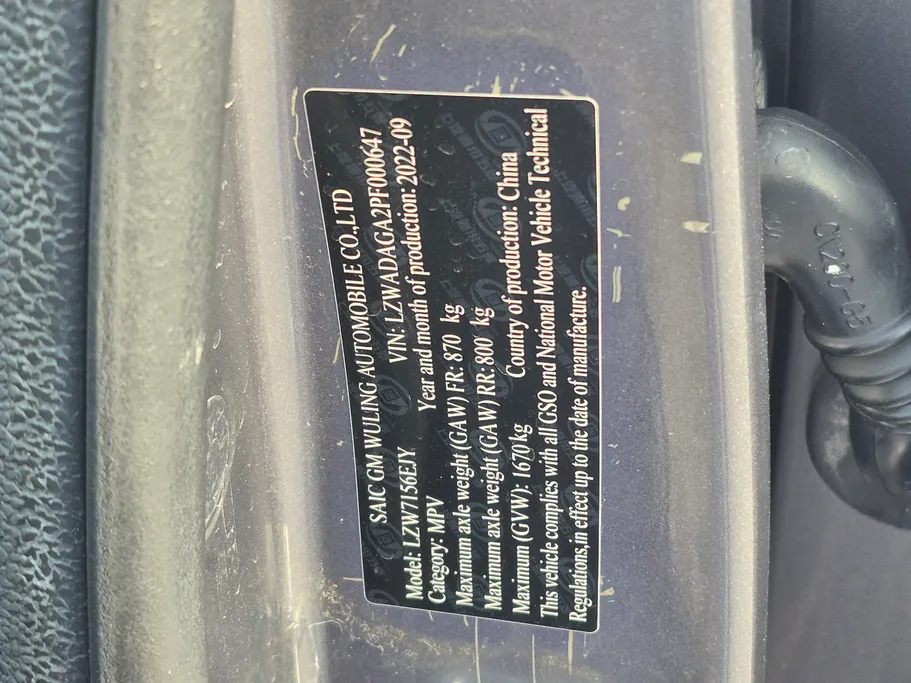 SAIC GM WULING AUTOMOBILE CO.,LTD
Model: LZW7156EJY VIN: LZWADAGA2PF000647
Category: MPV Year and month of production: 2022-09
Maximum axle weight (GAW) FR: 870 kg
Maximum axle weight (GAW) RR: 800 kg
Maximum (GVW): 1670 kg Country of production: China
This vehicle complies with all GSO and National Motor Vehicle Technical
Regulations,in effect up to the date of manufacture.